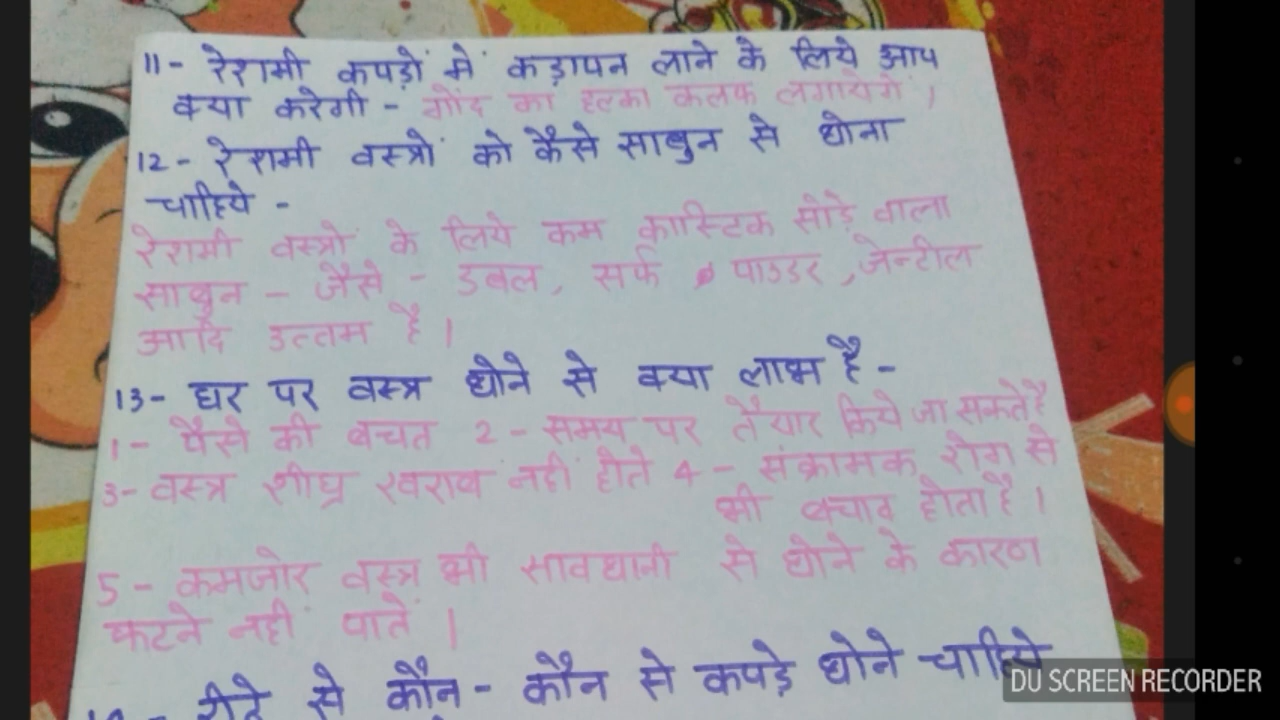 11- रेशमी कपड़ों में कड़ापन लाने के लिये आप
क्या करेगी - गोंद का हल्का कलफ लगायेगे ।
12- रेशमी वस्त्रों को कैसे साबुन से धोना
चाहिये -
रेशमी वस्त्रों के लिये कम कास्टिक सोडे वाला
साबुन - जैसे - डबल, सर्फ पाउडर, जेन्टील
आदि उत्तम है ।
13- घर पर वस्त्र धोने से क्या लाभ है -
1- पैसे की बचत 2- समय पर तैयार किये जा सकते है
3- वस्त्र शीघ्र खराब नहीं होते 4- संक्रामक रोग से
भी बचाव होता है ।
5- कमजोर वस्त्र भी सावधानी से धोने के कारण
फटने नहीं पाते ।
रीठे से कौन - कौन से कपड़े धोने चाहिये
DU SCREEN RECORDER